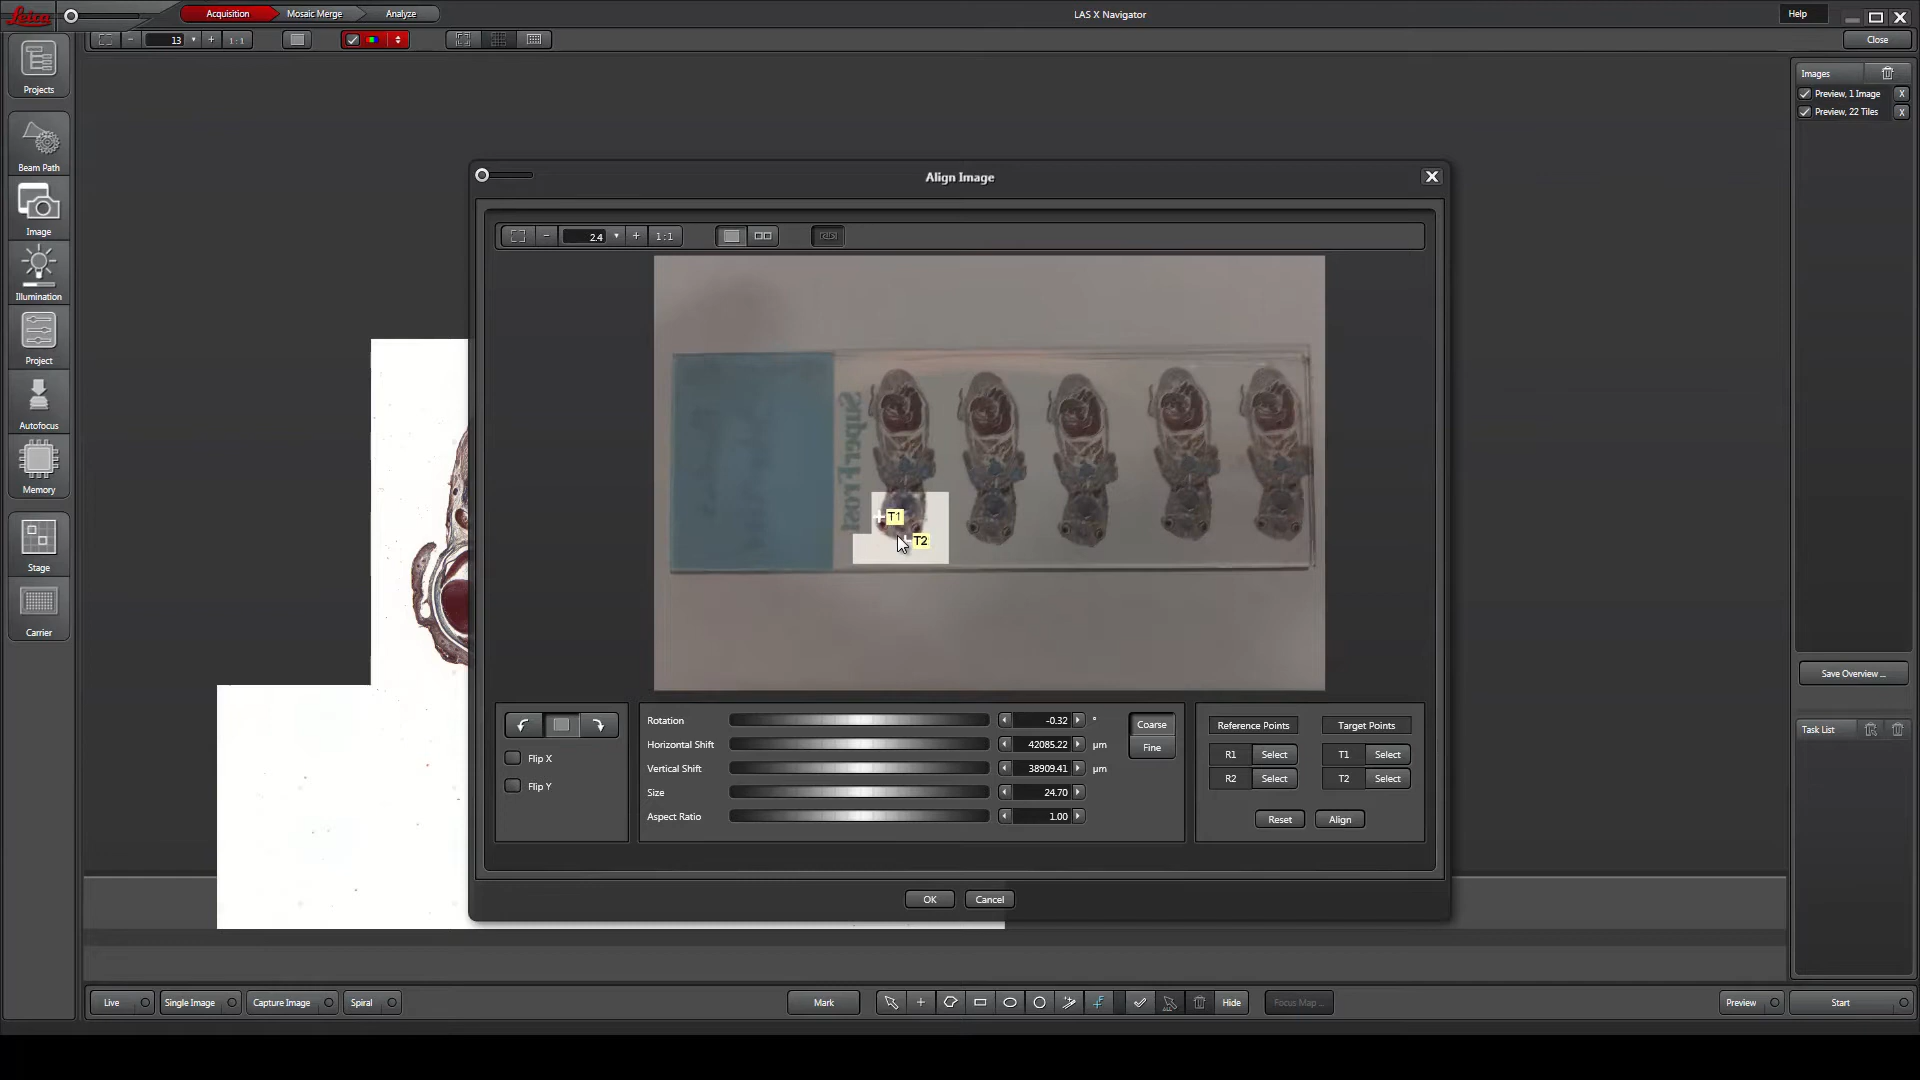 Leica
Acquisition Mosaic Merge Analyze
LAS X Navigator
Help
13 1:1
Close
Projects
Beam Path
Image
Illumination
Project
Autofocus
Memory
Stage
Carrier
Images
Preview, 1 Image X
Preview, 22 Tiles X
Save Overview ...
Task List
Align Image
2.4 1:1
SuperFrost
T1
T2
Flip X
Flip Y
Rotation -0.32 °
Horizontal Shift 42085.22 µm
Vertical Shift 38909.41 µm
Size 24.70
Aspect Ratio 1.00
Coarse
Fine
Reference Points Target Points
R1 Select T1 Select
R2 Select T2 Select
Reset Align
OK Cancel
Live Single Image Capture Image Spiral Mark Hide Focus Map ... Preview Start